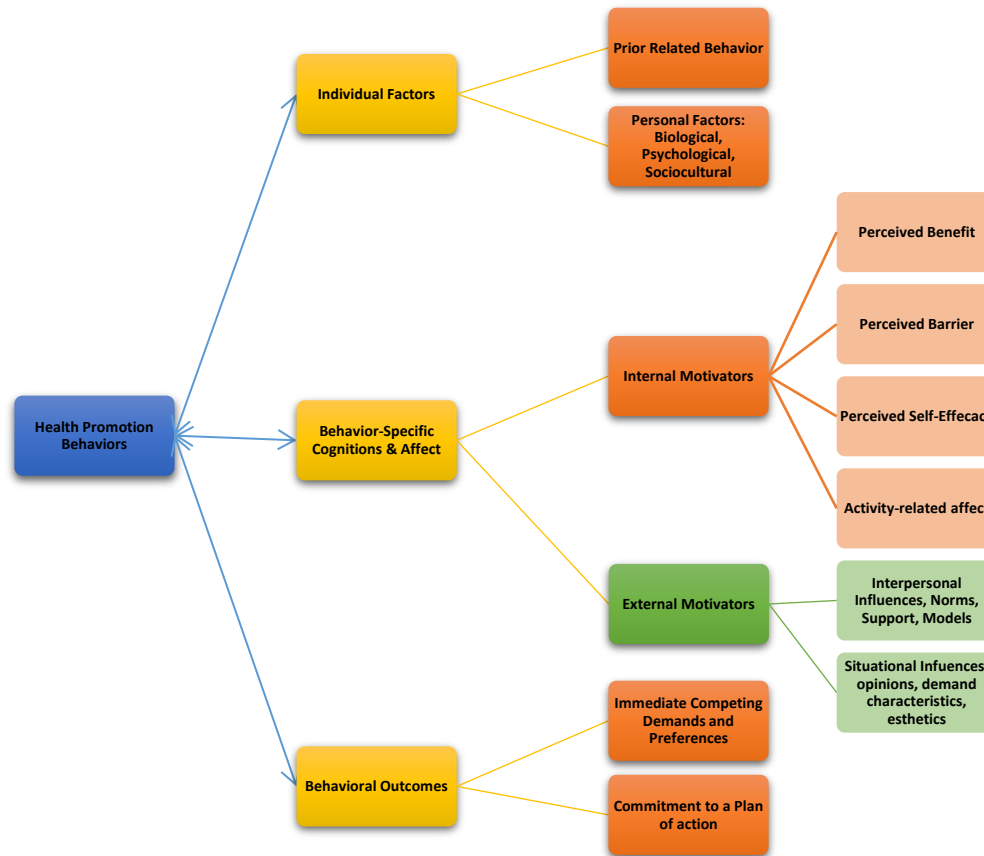 Prior Related Behavior
Individual Factors
Personal Factors:
Biological,
Psychological,
Sociocultural
Perceived Benefit
Perceived Barrier
Internal Motivators
Health Promotion
Behaviors
Behavior-Specific
Cognitions & Affect
Perceived Self-Effecac
Activity-related affec
External Motivators
Interpersonal
Influences, Norms,
Support, Models
Situational Infuences
opinions, demand
characteristics,
esthetics
Immediate Competing
Demands and
Preferences
Behavioral Outcomes
Commitment to a Plan
of action